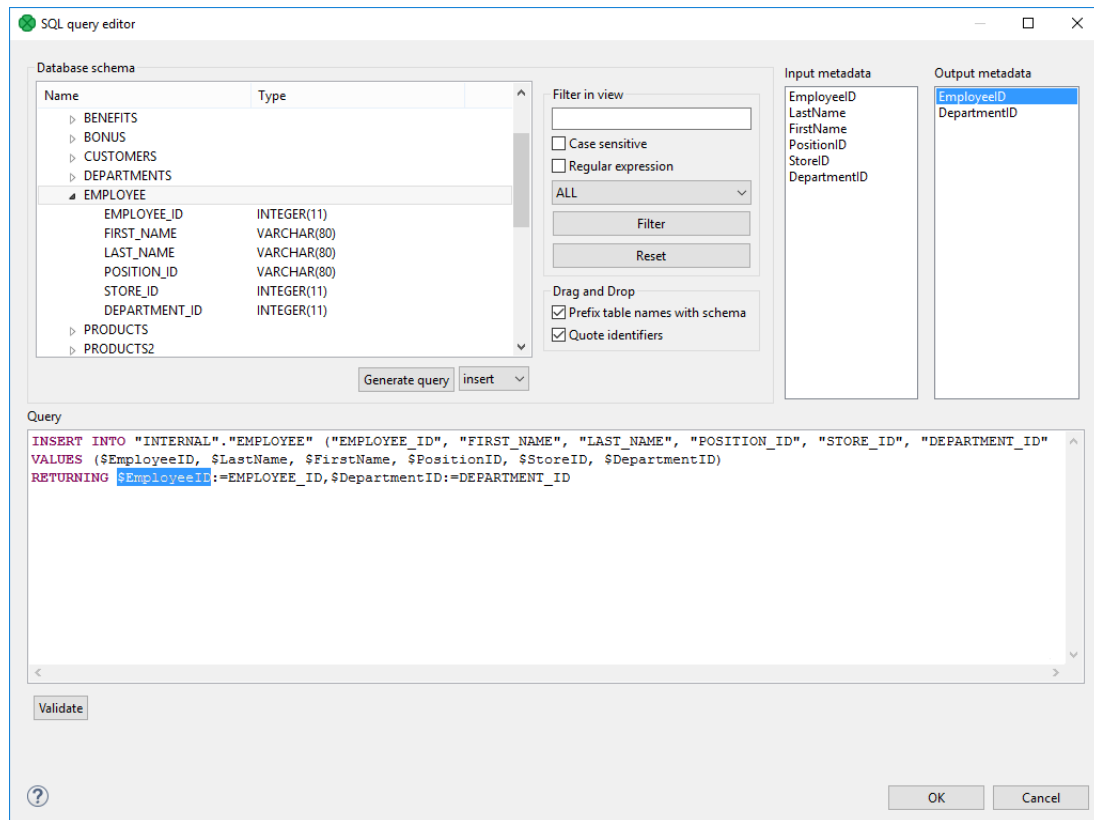 SQL query editor
Database schema
Name Type
BENEFITS
BONUS
CUSTOMERS
DEPARTMENTS
EMPLOYEE
EMPLOYEE_ID INTEGER(11)
FIRST_NAME VARCHAR(80)
LAST_NAME VARCHAR(80)
POSITION_ID VARCHAR(80)
STORE_ID INTEGER(11)
DEPARTMENT_ID INTEGER(11)
PRODUCTS
PRODUCTS2
Generate query insert
Filter in view
Case sensitive
Regular expression
ALL
Filter
Reset
Drag and Drop
Prefix table names with schema
Quote identifiers
Input metadata
EmployeeID
LastName
FirstName
PositionID
StoreID
DepartmentID
Output metadata
EmployeeID
DepartmentID
Query
INSERT INTO "INTERNAL"."EMPLOYEE" ("EMPLOYEE_ID", "FIRST_NAME", "LAST_NAME", "POSITION_ID", "STORE_ID", "DEPARTMENT_ID"
VALUES ($EmployeeID, $LastName, $FirstName, $PositionID, $StoreID, $DepartmentID)
RETURNING $EmployeeID:=EMPLOYEE_ID,$DepartmentID:=DEPARTMENT_ID
Validate
?
OK Cancel